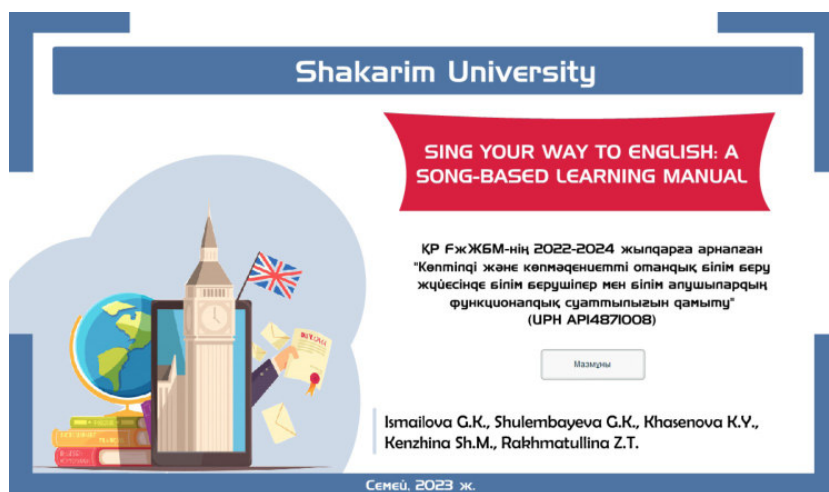 Shakarim University
SING YOUR WAY TO ENGLISH: A
SONG-BASED LEARNING MANUAL
ҚР ҒжЖБМ-нің 2022-2024 жылдарға арналған
"Көптілді және көпмәдениетті отандық білім беру
жүйесінде білім берушілер мен білім алушылардың
функционалдық сауаттылығын дамыту"
(ИРН AP14871008)
Мазмұны
Ismailova G.K., Shulembayeva G.K., Khasenova K.Y.,
Kenzhina Sh.M., Rakhmatullina Z.T.
Семей, 2023 ж.